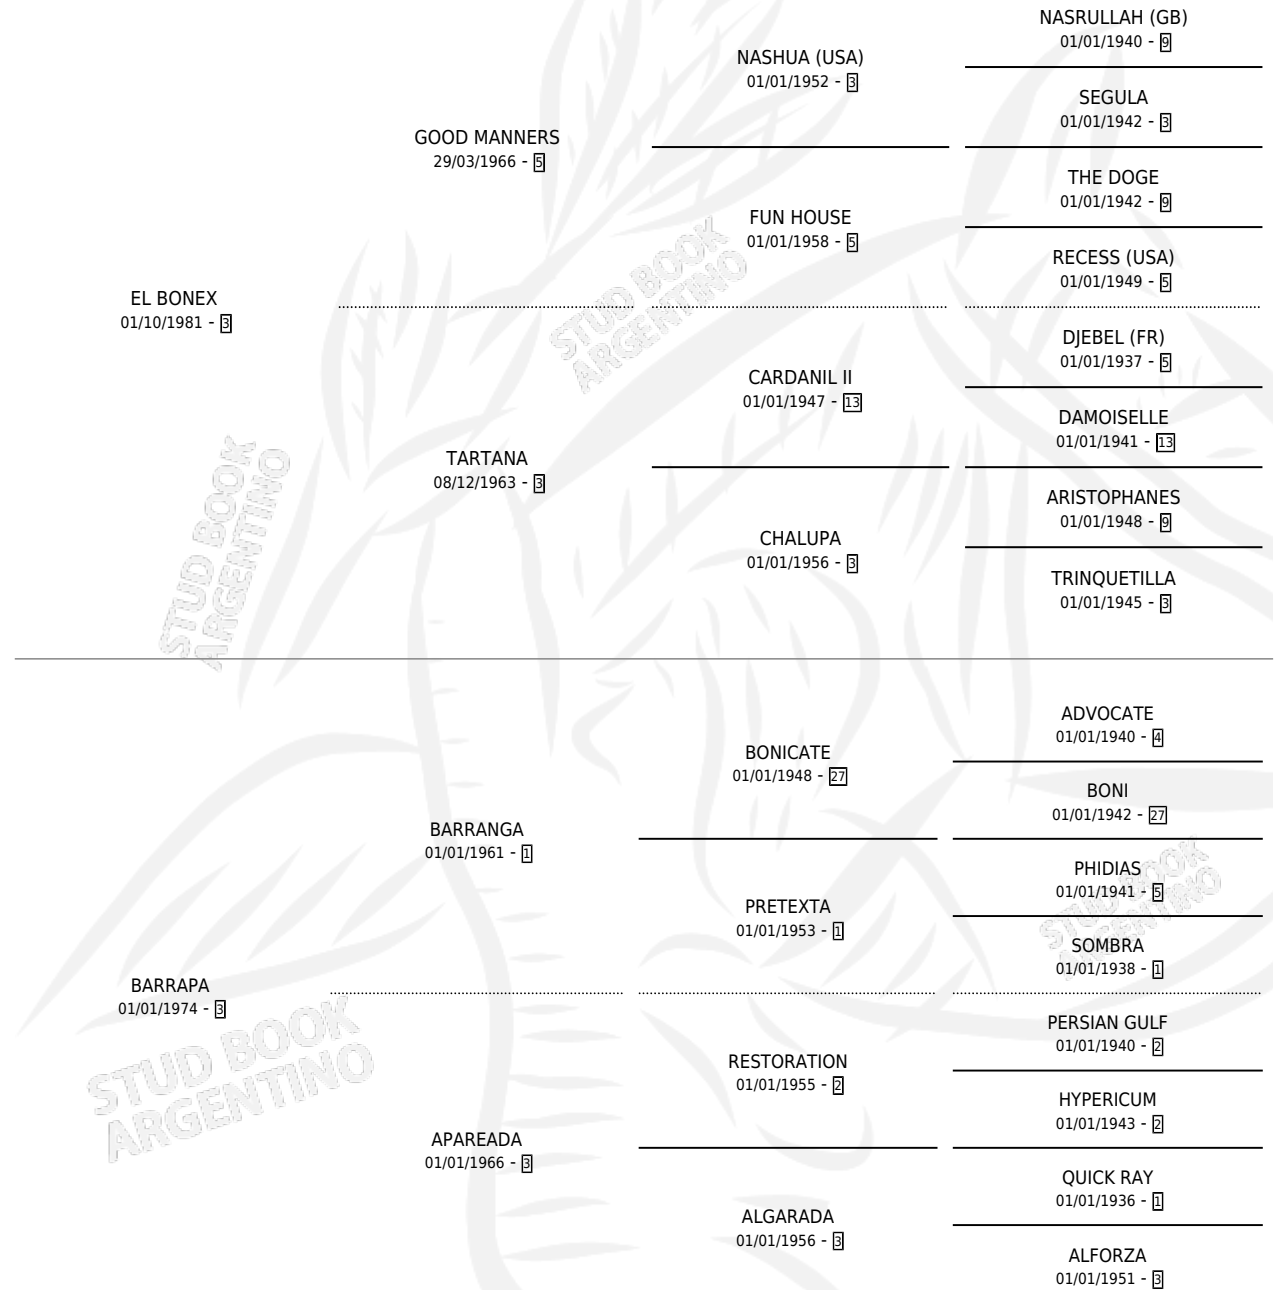 NASRULLAH (GB)
01/01/1940 - 9
NASHUA (USA)
01/01/1952 - 3
SEGULA
01/01/1942 - 3
GOOD MANNERS
29/03/1966 - 5
THE DOGE
01/01/1942 - 9
FUN HOUSE
01/01/1958 - 5
RECESS (USA)
01/01/1949 - 5
EL BONEX
01/10/1981 - 3
STUD BOOK
ARGENTINO
DJEBEL (FR)
01/01/1937 - 5
CARDANIL II
01/01/1947 - 13
DAMOISELLE
01/01/1941 - 13
TARTANA
08/12/1963 - 3
ARISTOPHANES
01/01/1948 - 9
CHALUPA
01/01/1956 - 3
TRINQUETILLA
01/01/1945 - 3
STUD BOOK
ARGENTINO
ADVOCATE
01/01/1940 - 4
BONICATE
01/01/1948 - 27
BONI
01/01/1942 - 27
BARRANGA
01/01/1961 - 1
PHIDIAS
01/01/1941 - 5
PRETEXTA
01/01/1953 - 1
SOMBRA
01/01/1938 - 1
STUD BOOK
ARGENTINO
BARRAPA
01/01/1974 - 3
PERSIAN GULF
01/01/1940 - 2
RESTORATION
01/01/1955 - 2
HYPERICUM
01/01/1943 - 2
STUD BOOK
ARGENTINO
APAREADA
01/01/1966 - 3
QUICK RAY
01/01/1936 - 1
ALGARADA
01/01/1956 - 3
ALFORZA
01/01/1951 - 3